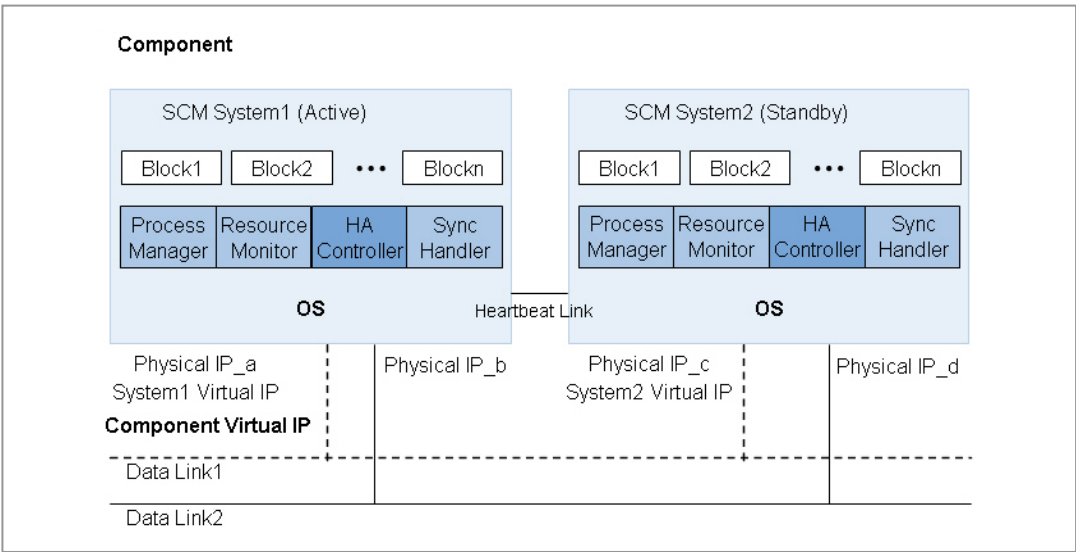 Component
SCM System1 (Active)
Block1 Block2 ••• Blockn
Process Manager
Resource Monitor
HA Controller
Sync Handler
OS
SCM System2 (Standby)
Block1 Block2 ••• Blockn
Process Manager
Resource Monitor
HA Controller
Sync Handler
OS
Heartbeat Link
Physical IP_a
System1 Virtual IP
Component Virtual IP
Physical IP_b
Physical IP_c
System2 Virtual IP
Physical IP_d
Data Link1
Data Link2